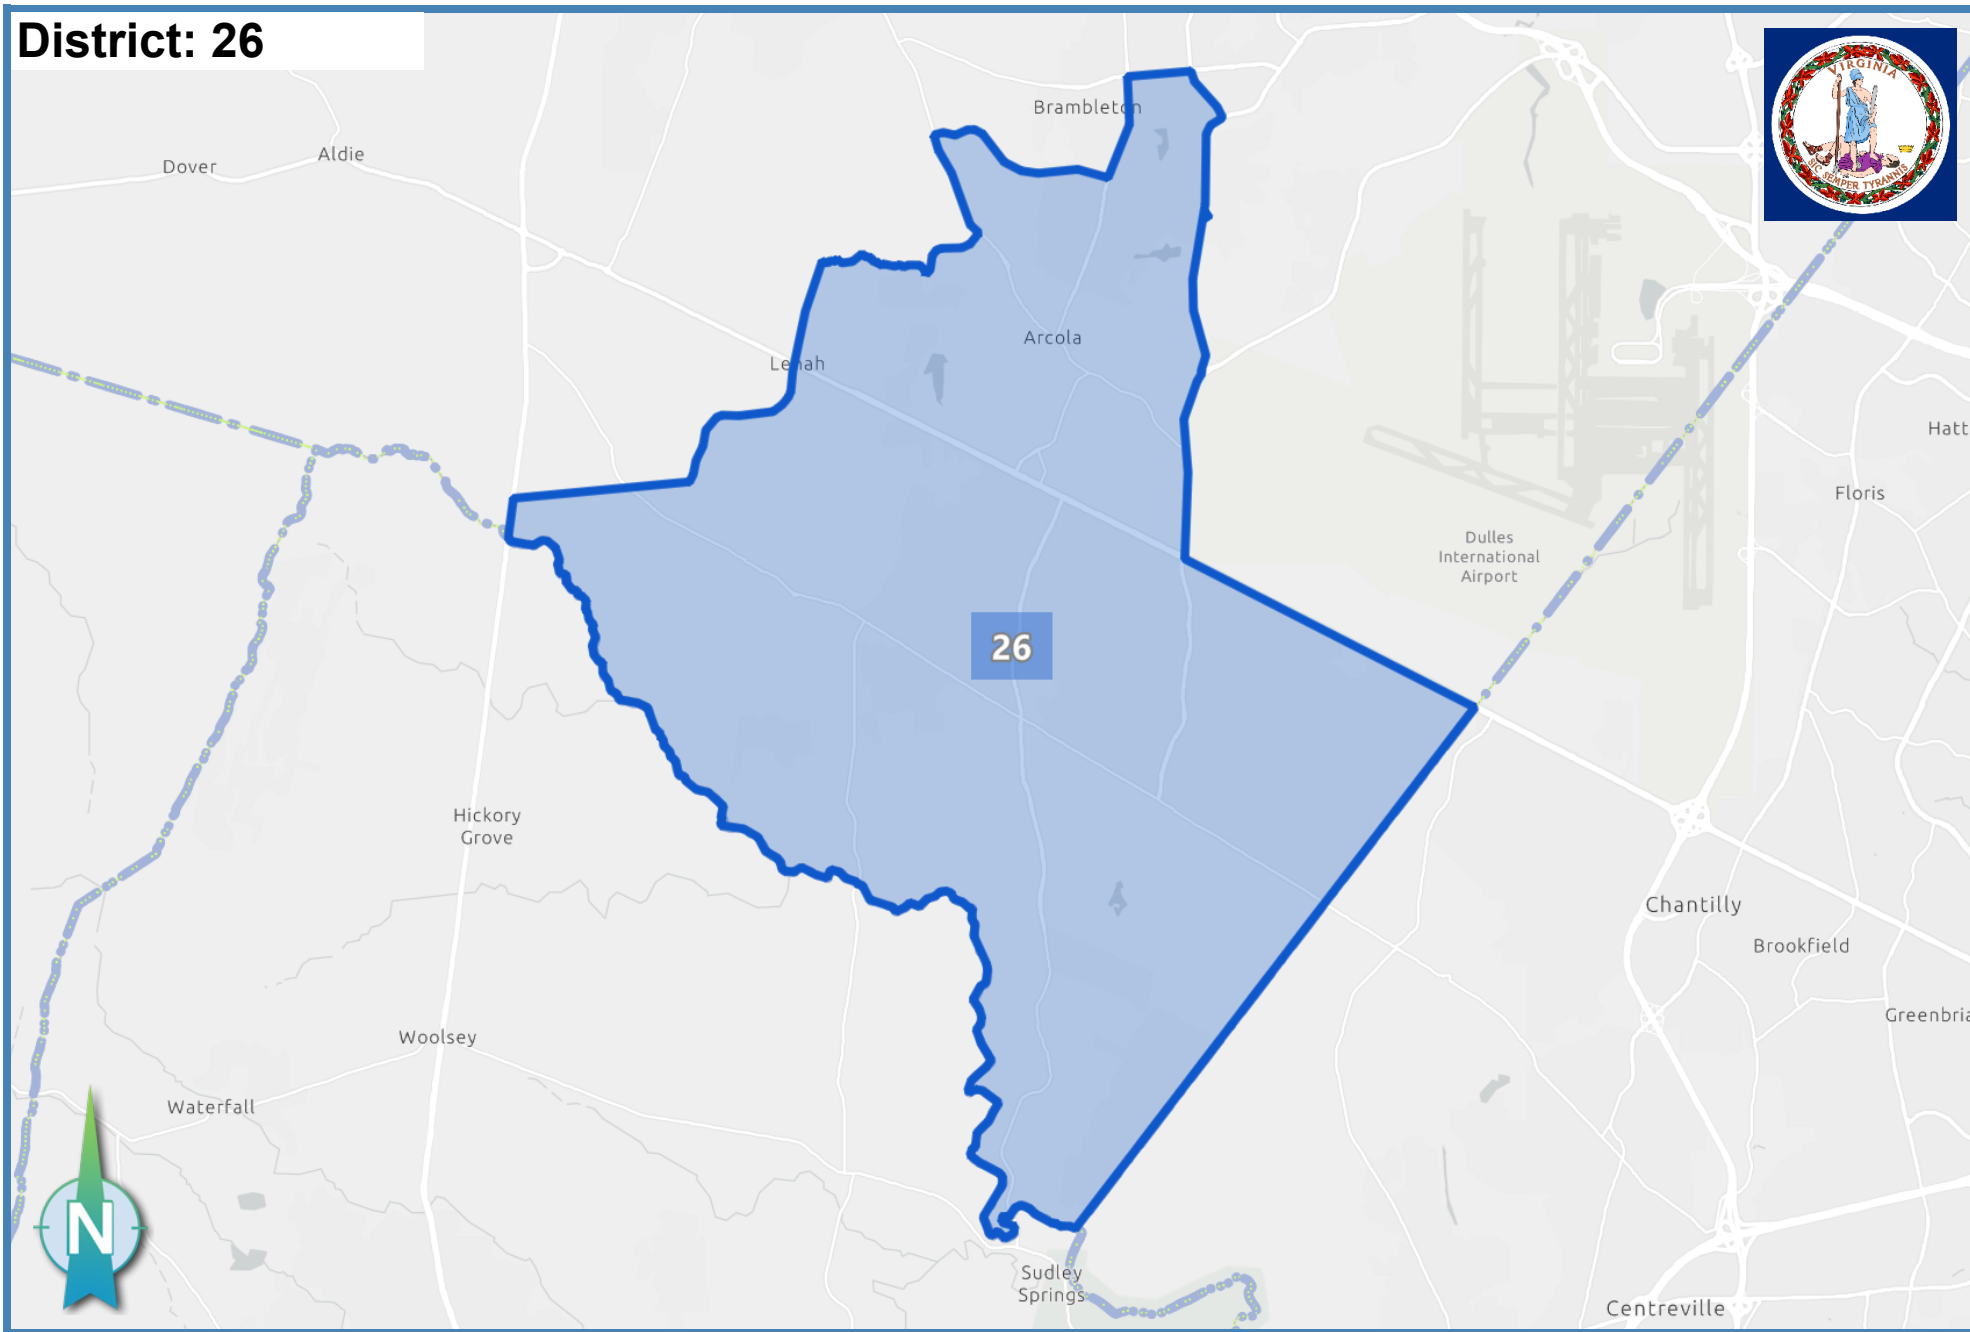 District: 26
VIRGINIA
SIC SEMPER TYRANNIS
Brambleton
Dover
Aldie
Arcola
Lenah
Hatt
Floris
Dulles
International
Airport
26
Hickory
Grove
Chantilly
Brookfield
Greenbria
Woolsey
Waterfall
N
Sudley
Springs
Centreville